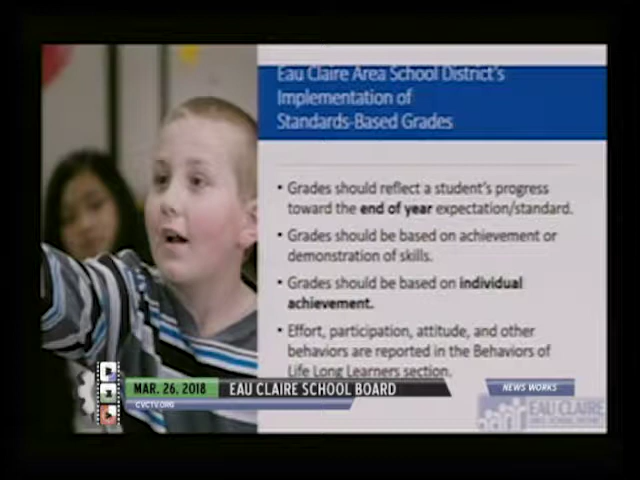 Eau Claire Area School District's
Implementation of
Standards-Based Grades
• Grades should reflect a student's progress
toward the end of year expectation/standard.
• Grades should be based on achievement or
demonstration of skills.
• Grades should be based on individual
achievement.
• Effort, participation, attitude, and other
behaviors are reported in the Behaviors of
Life Long Learners section.
MAR. 26, 2018 EAU CLAIRE SCHOOL BOARD
NEWS WORKS
CVCTV.ORG
EAU CLAIRE
AREA SCHOOL DISTRICT